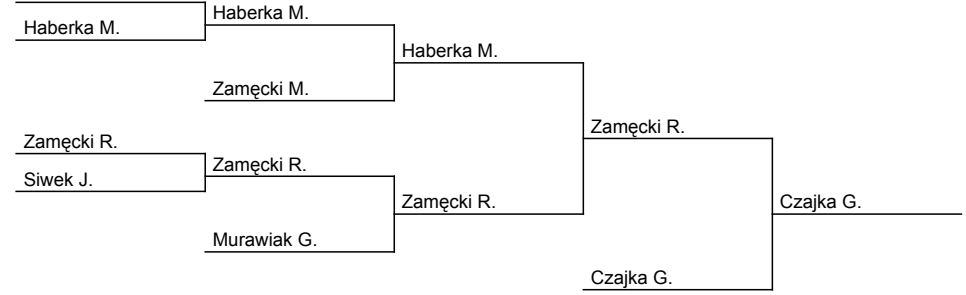 Haberka M.
Haberka M.
Haberka M.
Zamęcki M.
Zamęcki R.
Zamęcki R.
Zamęcki R.
Siwek J.
Zamęcki R.
Czajka G.
Murawiak G.
Czajka G.